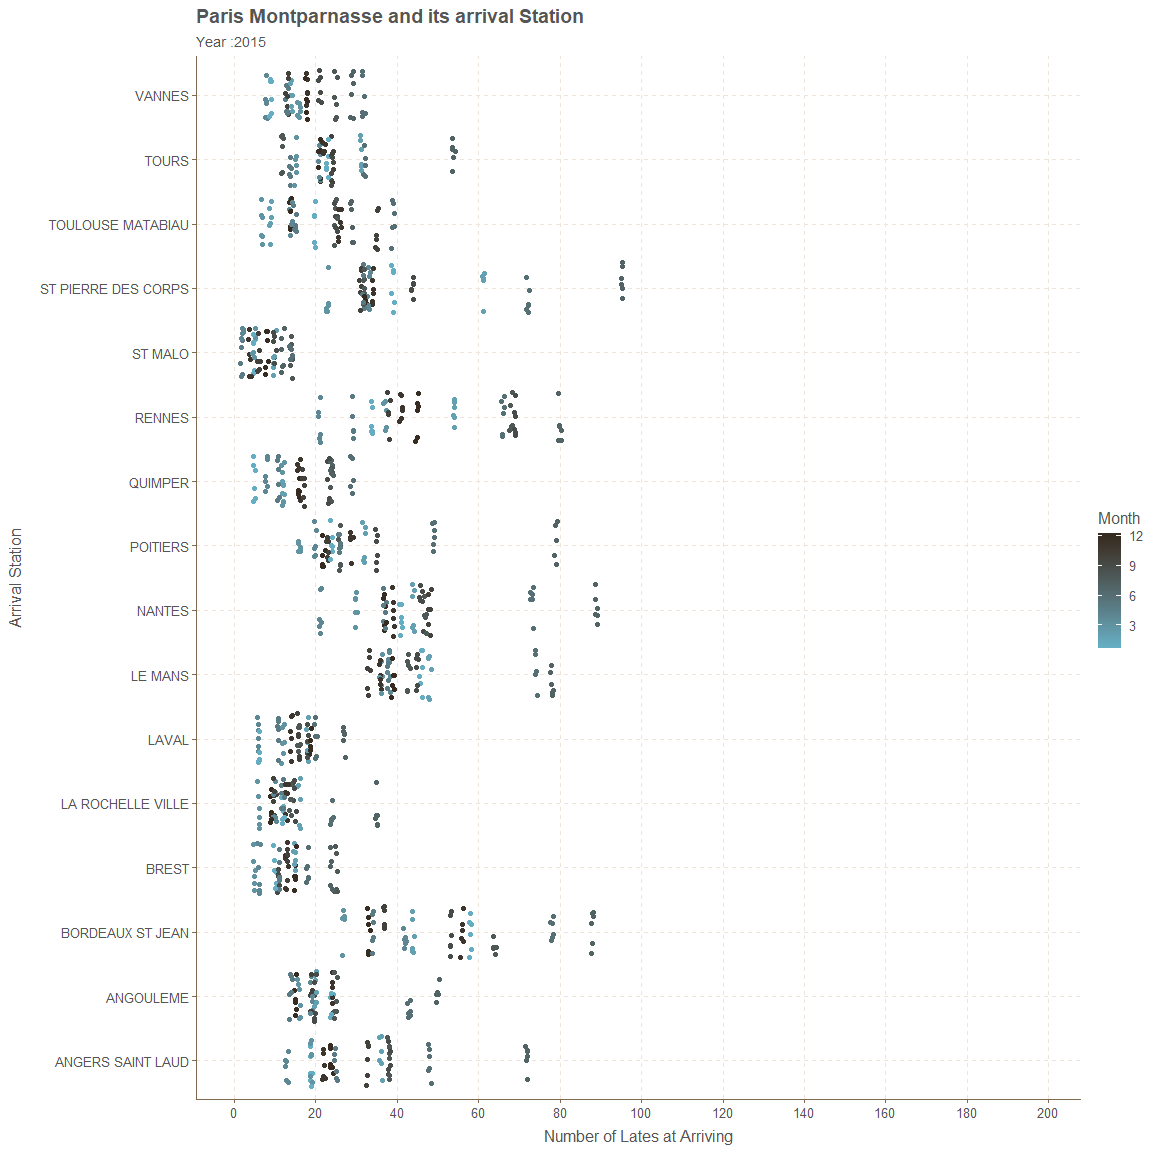 Paris Montparnasse and its arrival Station
Year :2015
VANNES
TOURS
TOULOUSE MATABIAU
ST PIERRE DES CORPS
ST MALO
RENNES
QUIMPER
POITIERS
NANTES
LE MANS
LAVAL
LA ROCHELLE VILLE
BREST
BORDEAUX ST JEAN
ANGOULEME
ANGERS SAINT LAUD
Arrival Station
0 20 40 60 80 100 120 140 160 180 200
Number of Lates at Arriving
Month
12
9
6
3